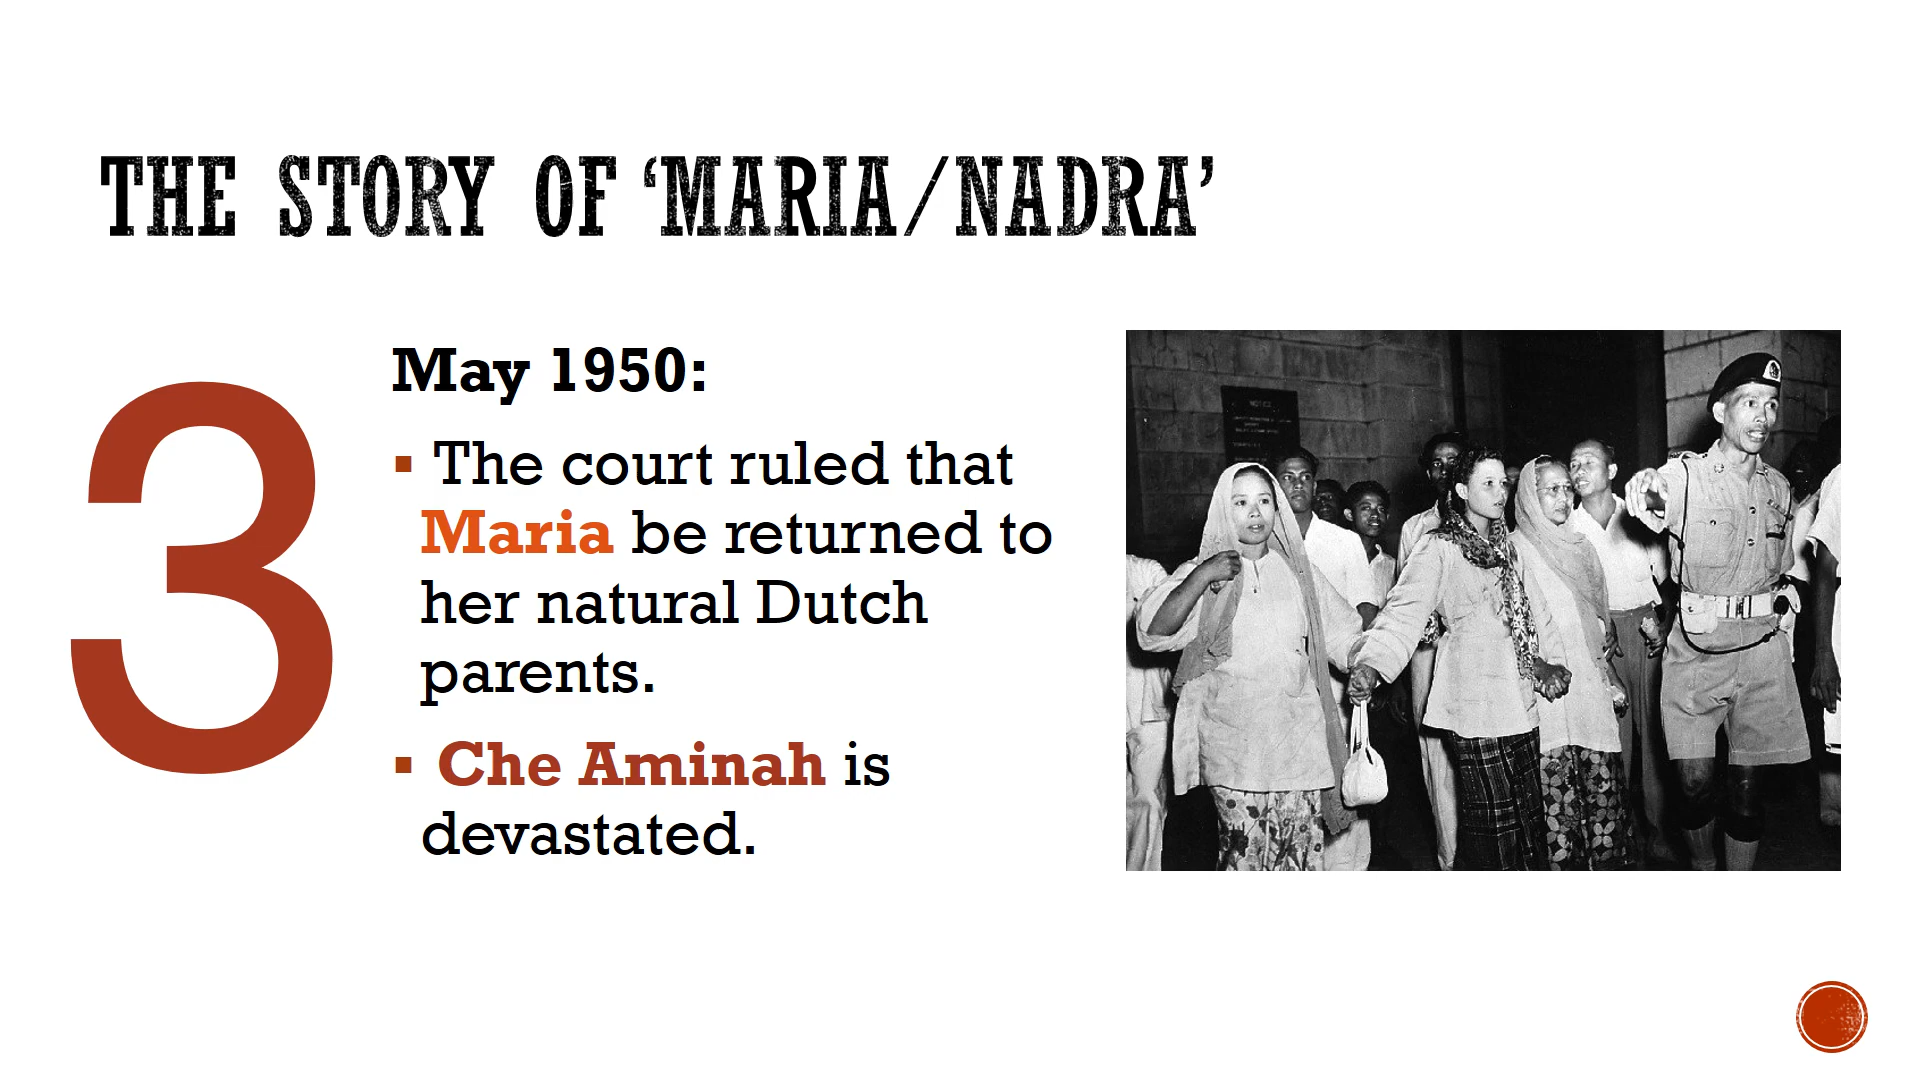 THE STORY OF ‘MARIA/NADRA’
3
May 1950:
▪ The court ruled that
Maria be returned to
her natural Dutch
parents.
▪ Che Aminah is
devastated.
NOTICE